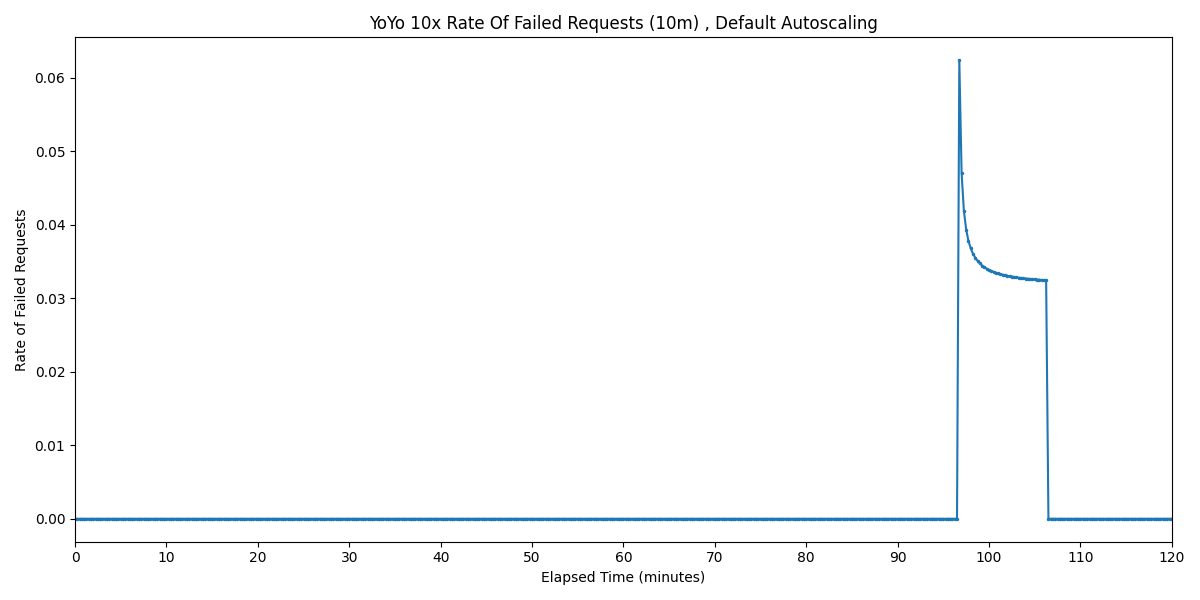 YoYo 10x Rate Of Failed Requests (10m) , Default Autoscaling
0.06
0.05
0.04
0.03
0.02
0.01
0.00
Rate of Failed Requests
0 10 20 30 40 50 60 70 80 90 100 110 120
Elapsed Time (minutes)